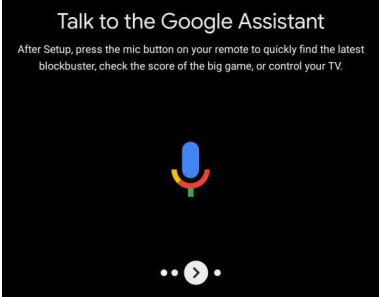 Talk to the Google Assistant
After Setup, press the mic button on your remote to quickly find the latest
blockbuster, check the score of the big game, or control your TV.